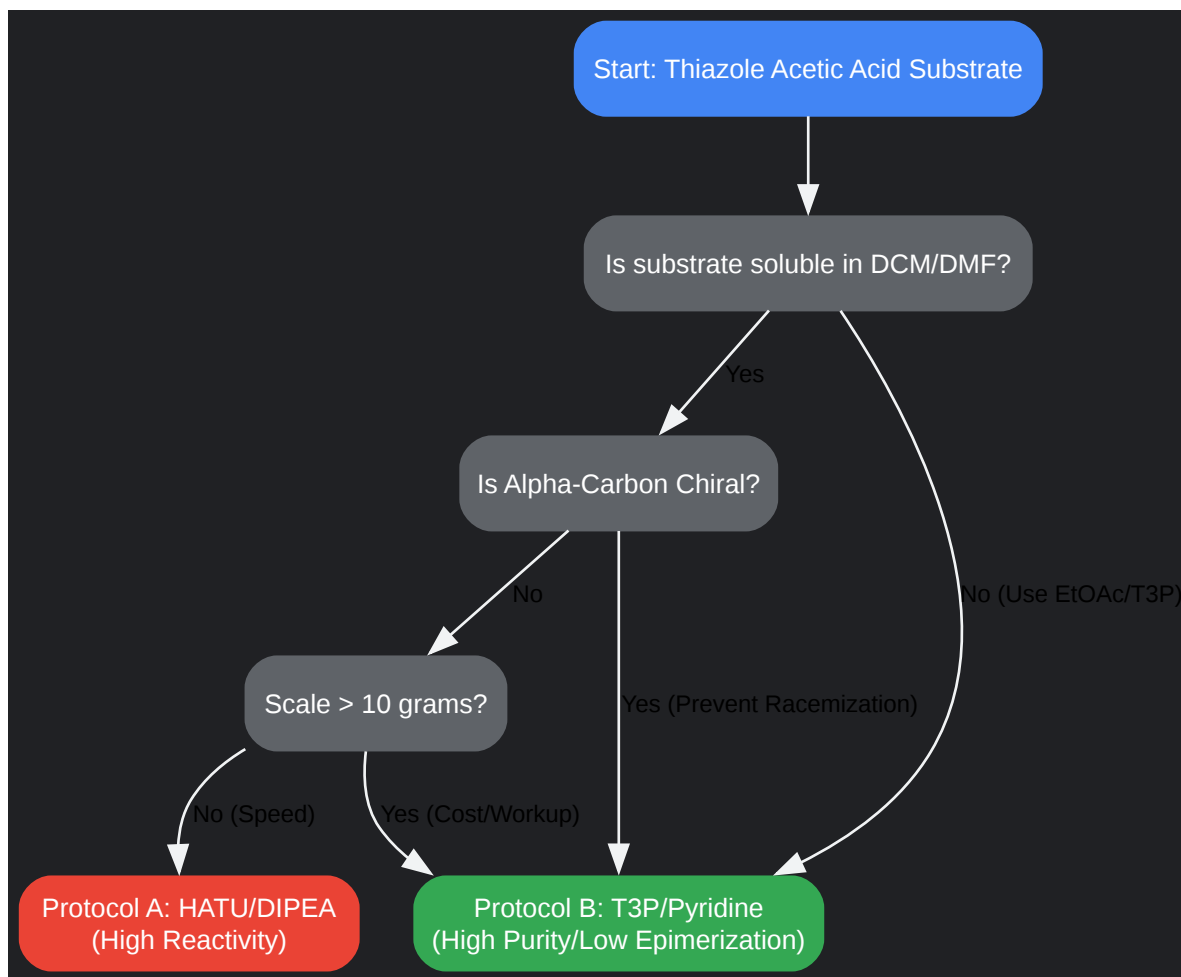 Start: Thiazole Acetic Acid Substrate
Is substrate soluble in DCM/DMF?
Yes
Is Alpha-Carbon Chiral?
No
No (Use EtOAc/T3P)
Scale > 10 grams?
Yes (Prevent Racemization)
No (Speed)
Yes (Cost/Workup)
Protocol A: HATU/DIPEA
(High Reactivity)
Protocol B: T3P/Pyridine
(High Purity/Low Epimerization)